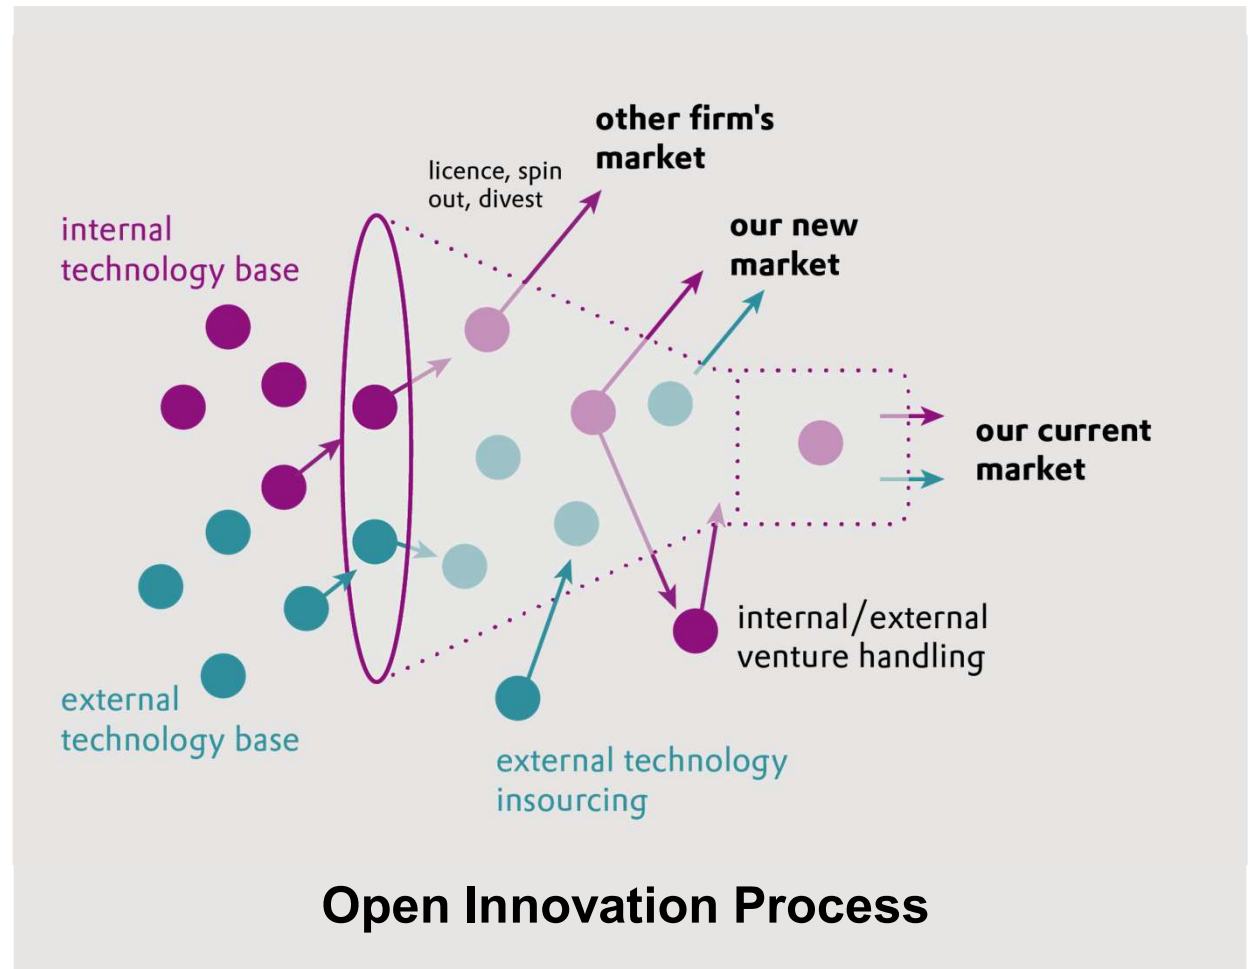 other firm's
market
licence, spin
out, divest
internal
technology base
our new
market
our current
market
internal/external
venture handling
external
technology base
external technology
insourcing
Open Innovation Process